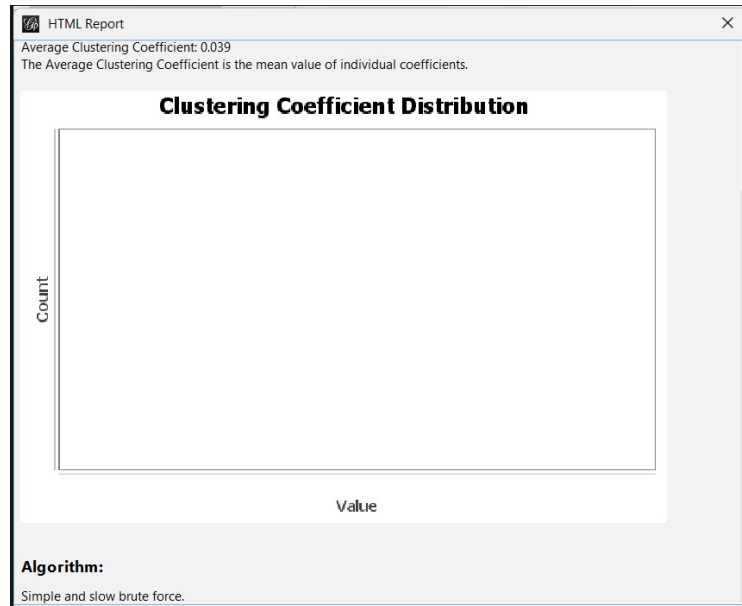 HTML Report
Average Clustering Coefficient: 0.039
The Average Clustering Coefficient is the mean value of individual coefficients.
Clustering Coefficient Distribution
Count
Value
Algorithm:
Simple and slow brute force.